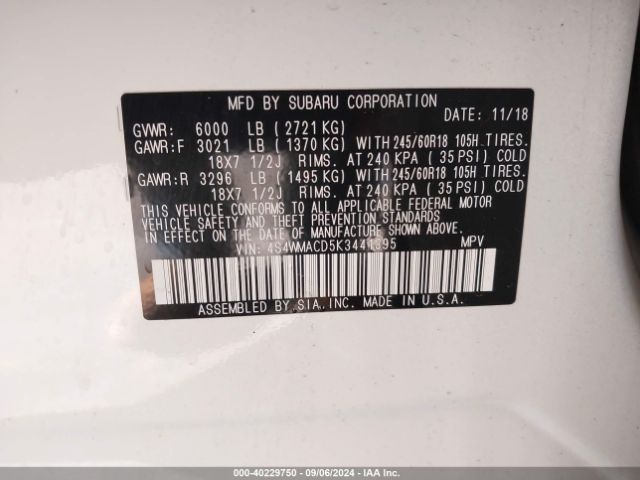 MFD BY SUBARU CORPORATION
DATE: 11/18
GVWR: 6000 LB (2721KG)
GAWR:F 3021 LB (1370 KG) WITH 245/60R18 105H TIRES.
18X7 1/2J RIMS. AT 240 KPA (35 PSI) COLD
GAWR:R 3296 LB (1495 KG) WITH 245/60R18 105H TIRES.
18X7 1/2J RIMS. AT 240 KPA (35 PSI) COLD
THIS VEHICLE CONFORMS TO ALL APPLICABLE FEDERAL MOTOR
VEHICLE SAFETY AND THEFT PREVENTION STANDARDS
IN EFFECT ON THE DATE OF MANUFACTURE SHOWN ABOVE.
VIN: MPV
ASSEMBLED BY SIA, INC. MADE IN U.S.A.
000-40229750 - 09/06/2024 - IAA Inc.